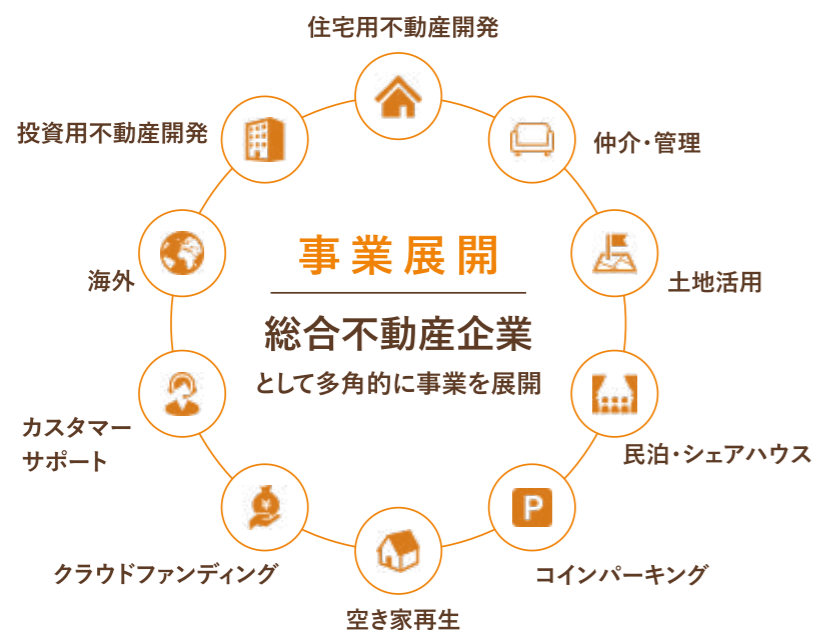 住宅用不動産開発
仲介・管理
土地活用
民泊・シェアハウス
P
コインパーキング
空き家再生
クラウドファンディング
¥
カスタマー
サポート
海外
投資用不動産開発
事業展開
総合不動産企業
として多角的に事業を展開